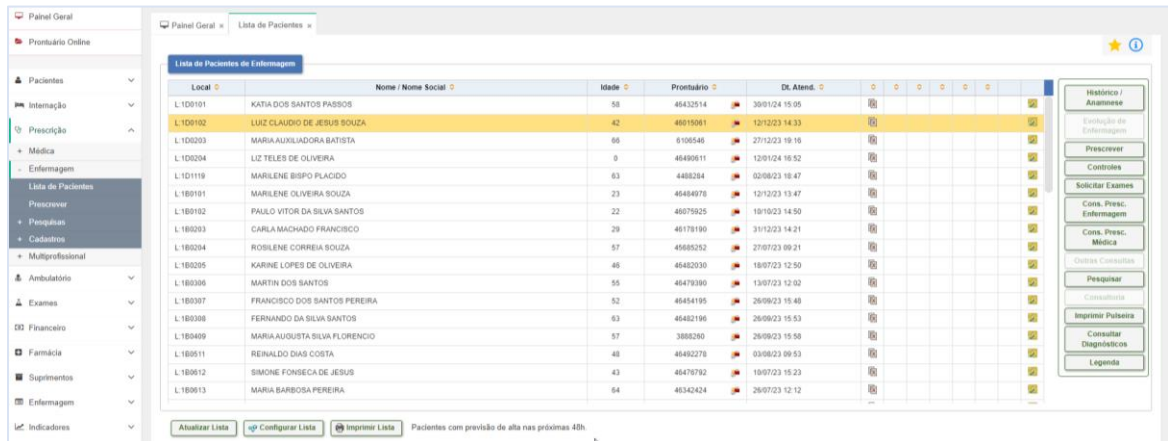 Painel Geral
Prontuário Online
Pacientes
Internação
Prescrição
+ Médica
- Enfermagem
Lista de Pacientes
Prescrever
+ Pesquisas
+ Cadastros
+ Multiprofissional
Ambulatório
Exames
Financeiro
Farmácia
Suprimentos
Enfermagem
Indicadores
Painel Geral × Lista de Pacientes ×
Lista de Pacientes de Enfermagem
Local Nome / Nome Social Idade Prontuário Dt. Atend.
L:1D0101 KATIA DOS SANTOS PASSOS 58 46432514 30/01/24 15:05
L:1D0102 LUIZ CLAUDIO DE JESUS SOUZA 42 46015061 12/12/23 14:33
L:1D0203 MARIA AUXILIADORA BATISTA 66 6106546 27/12/23 19:16
L:1D0204 LIZ TELES DE OLIVEIRA 0 46490611 12/01/24 16:52
L:1D1119 MARILENE BISPO PLACIDO 63 4488284 02/08/23 18:47
L:1B0101 MARILENE OLIVEIRA SOUZA 23 46484978 12/12/23 13:47
L:1B0102 PAULO VITOR DA SILVA SANTOS 22 46075925 10/10/23 14:50
L:1B0203 CARLA MACHADO FRANCISCO 29 46178190 31/12/23 14:21
L:1B0204 ROSILENE CORREIA SOUZA 57 45685252 27/07/23 09:21
L:1B0205 KARINE LOPES DE OLIVEIRA 46 46482030 18/07/23 12:50
L:1B0306 MARTIN DOS SANTOS 55 46479390 13/07/23 12:02
L:1B0307 FRANCISCO DOS SANTOS PEREIRA 52 46454195 26/09/23 15:48
L:1B0308 FERNANDO DA SILVA SANTOS 63 46482196 26/09/23 15:53
L:1B0409 MARIA AUGUSTA SILVA FLORENCIO 57 3888260 26/09/23 15:58
L:1B0511 REINALDO DIAS COSTA 48 46492278 03/08/23 09:53
L:1B0612 SIMONE FONSECA DE JESUS 43 46476792 10/07/23 15:23
L:1B0613 MARIA BARBOSA PEREIRA 64 46342424 26/07/23 12:12
Histórico /
Anamnese
Evolução de
Enfermagem
Prescrever
Controles
Solicitar Exames
Cons. Presc.
Enfermagem
Cons. Presc.
Médica
Outras Consultas
Pesquisar
Consultoria
Imprimir Pulseira
Consultar
Diagnósticos
Legenda
Atualizar Lista Configurar Lista Imprimir Lista Pacientes com previsão de alta nas próximas 48h